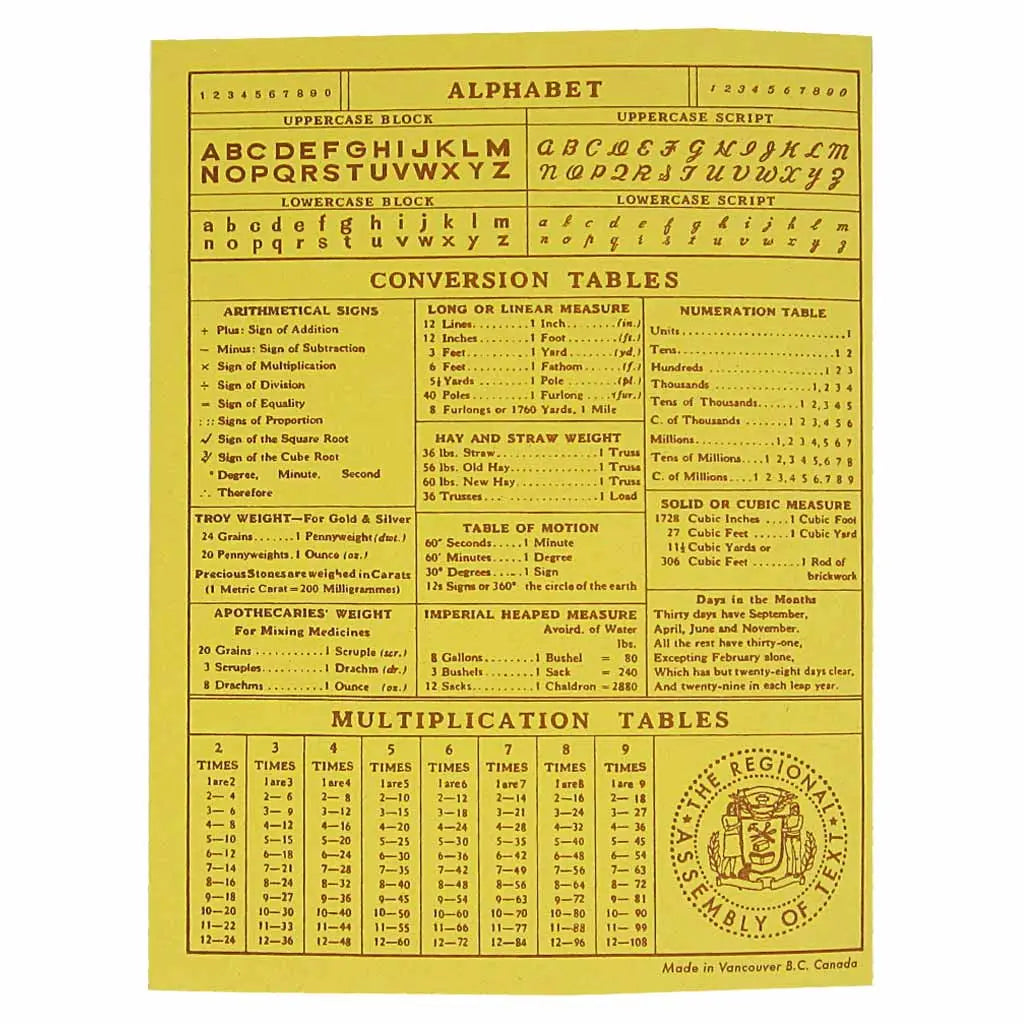 1 2 3 4 5 6 7 8 9 0
ALPHABET
1 2 3 4 5 6 7 8 9 0
UPPERCASE BLOCK
A B C D E F G H I J K L M
N O P Q R S T U V W X Y Z
UPPERCASE SCRIPT
A B C D E F G H I J K L M
N O P Q R S T U V W X Y Z
LOWERCASE BLOCK
a b c d e f g h i j k l m
n o p q r s t u v w x y z
LOWERCASE SCRIPT
a b c d e f g h i j k l m
n o p q r s t u v w x y z
CONVERSION TABLES
ARITHMETICAL SIGNS
+ Plus: Sign of Addition
− Minus: Sign of Subtraction
× Sign of Multiplication
÷ Sign of Division
= Sign of Equality
: :: Signs of Proportion
√ Sign of the Square Root
∛ Sign of the Cube Root
° Degree, Minute, Second
∴ Therefore
TROY WEIGHT—For Gold & Silver
24 Grains.......1 Pennyweight (dwt.)
20 Pennyweights. 1 Ounce (oz.)
Precious Stones are weighed in Carats
(1 Metric Carat=200 Milligrammes)
APOTHECARIES' WEIGHT
For Mixing Medicines
20 Grains ...........1 Scruple (scr.)
3 Scruples..........1 Drachm (dr.)
8 Drachms .........1 Ounce (oz.)
LONG OR LINEAR MEASURE
12 Lines.........1 Inch........(in.)
12 Inches........1 Foot........(ft.)
3 Feet..........1 Yard.......(yd.)
6 Feet..........1 Fathom.....(f.)
5½ Yards ........1 Pole ........(pl.)
40 Poles.........1 Furlong ....(fur.)
8 Furlongs or 1760 Yards, 1 Mile
HAY AND STRAW WEIGHT
36 lbs. Straw...............1 Truss
56 lbs. Old Hay.............1 Truss
60 lbs. New Hay............1 Truss
36 Trusses..................1 Load
TABLE OF MOTION
60″ Seconds.....1 Minute
60′ Minutes.....1 Degree
30° Degrees.....1 Sign
12s Signs or 360° the circle of the earth
IMPERIAL HEAPED MEASURE
Avoird. of Water
lbs.
8 Gallons........1 Bushel = 80
3 Bushels........1 Sack = 240
12 Sacks..........1 Chaldron = 2880
NUMERATION TABLE
Units.............................1
Tens...........................1 2
Hundreds .....................1 2 3
Thousands ..................1, 2 3 4
Tens of Thousands.......1 2, 3 4 5
C. of Thousands .......1 2 3, 4 5 6
Millions..............1, 2 3 4, 5 6 7
Tens of Millions....1 2, 3 4 5, 6 7 8
C. of Millions....1 2 3, 4 5 6, 7 8 9
SOLID OR CUBIC MEASURE
1728 Cubic Inches ....1 Cubic Foot
27 Cubic Feet ......1 Cubic Yard
11⅓ Cubic Yards or
306 Cubic Feet ........1 Rod of
brickwork
Days in the Months
Thirty days have September,
April, June and November.
All the rest have thirty-one,
Excepting February alone,
Which has but twenty-eight days clear,
And twenty-nine in each leap year.
MULTIPLICATION TABLES
2 3 4 5 6 7 8 9
TIMES TIMES TIMES TIMES TIMES TIMES TIMES TIMES
1 are 2 1 are 3 1 are 4 1 are 5 1 are 6 1 are 7 1 are 8 1 are 9
2—4 2—6 2—8 2—10 2—12 2—14 2—16 2—18
3—6 3—9 3—12 3—15 3—18 3—21 3—24 3—27
4—8 4—12 4—16 4—20 4—24 4—28 4—32 4—36
5—10 5—15 5—20 5—25 5—30 5—35 5—40 5—45
6—12 6—18 6—24 6—30 6—36 6—42 6—48 6—54
7—14 7—21 7—28 7—35 7—42 7—49 7—56 7—63
8—16 8—24 8—32 8—40 8—48 8—56 8—64 8—72
9—18 9—27 9—36 9—45 9—54 9—63 9—72 9—81
10—20 10—30 10—40 10—50 10—60 10—70 10—80 10—90
11—22 11—33 11—44 11—55 11—66 11—77 11—88 11—99
12—24 12—36 12—48 12—60 12—72 12—84 12—96 12—108
THE REGIONAL
ASSEMBLY OF TEXT
Made in Vancouver B.C. Canada